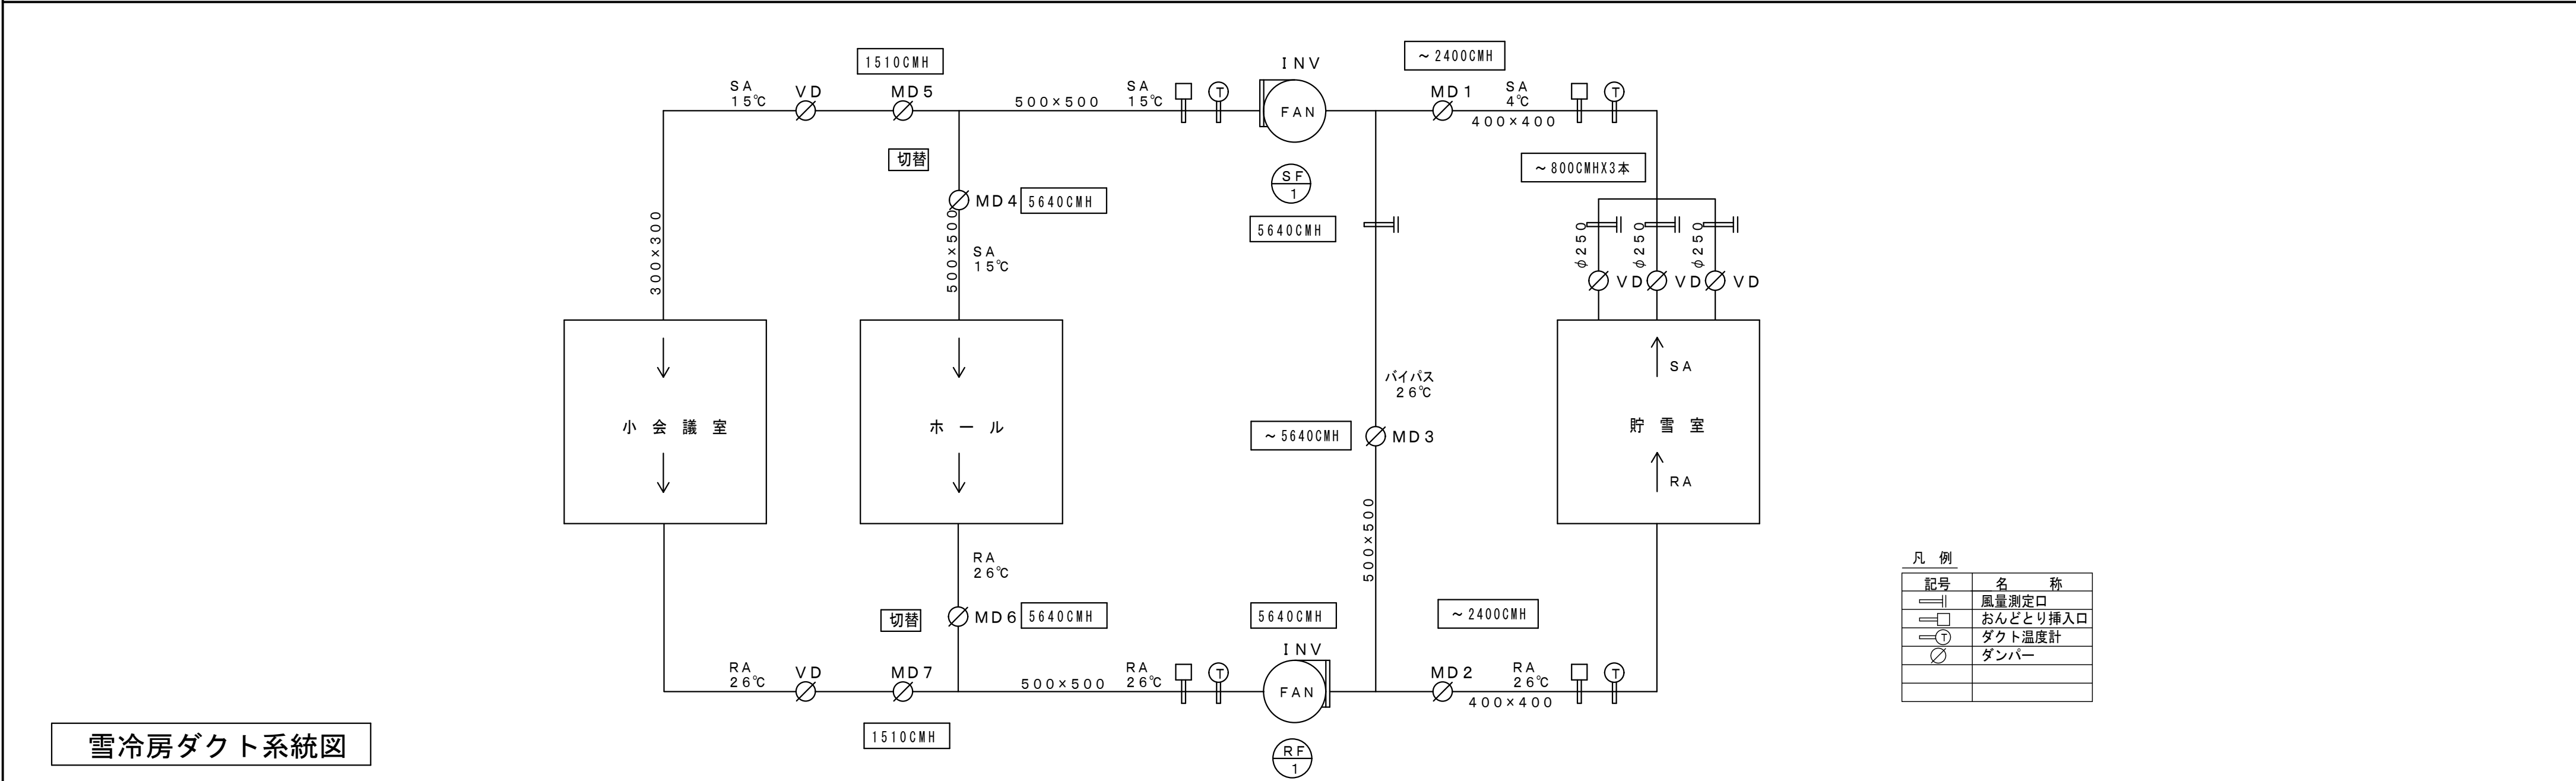 1510CMH
SA
15℃
VD
MD5
500×500
SA
15℃
T
INV
FAN
~2400CMH
MD1
SA
4℃
400×400
T
切替
MD4
5640CMH
SF
1
~800CMHX3本
300×300
500×500
SA
15℃
5640CMH
φ250
φ250
φ250
VD
VD
VD
小会議室
ホール
バイパス
26℃
~5640CMH
MD3
500×500
SA
貯雪室
RA
RA
26℃
切替
MD6
5640CMH
5640CMH
~2400CMH
RA
26℃
VD
MD7
500×500
RA
26℃
T
INV
FAN
MD2
RA
26℃
400×400
T
1510CMH
RF
1
凡例
記号 名称
風量測定口
おんどとり挿入口
T ダクト温度計
ダンパー
雪冷房ダクト系統図